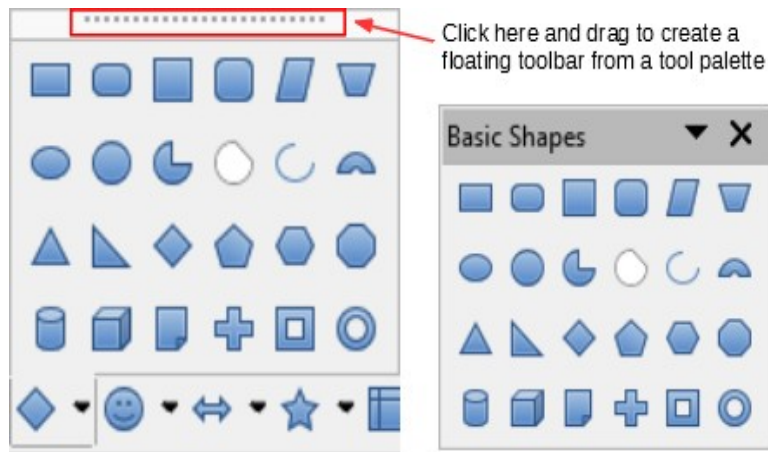 Click here and drag to create a
floating toolbar from a tool palette
Basic Shapes